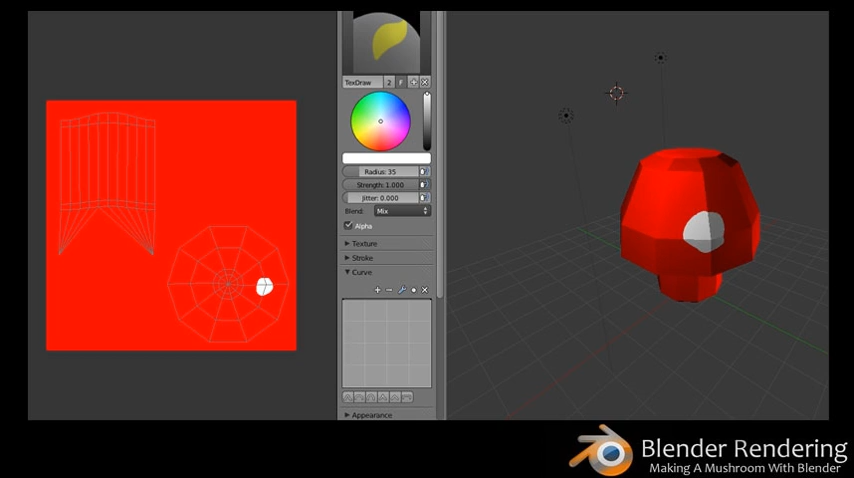 TexDraw 2 F
Radius: 35
Strength: 1.000
Jitter: 0.000
Blend: Mix
Alpha
Texture
Stroke
Curve
Appearance
Blender Rendering
Making A Mushroom With Blender